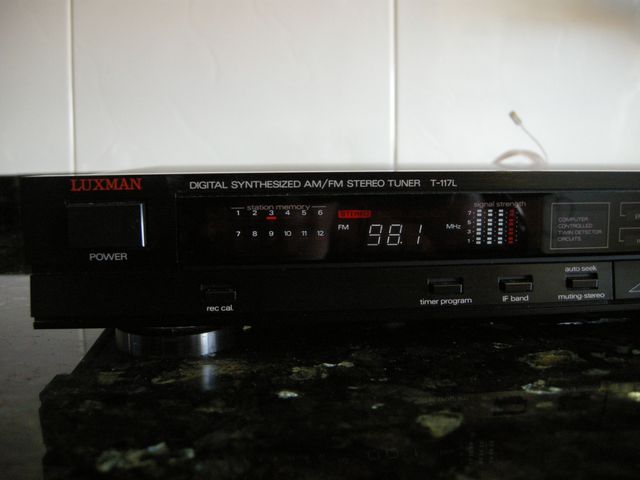 LUXMAN DIGITAL SYNTHESIZED AM/FM STEREO TUNER T-117L
station memory signal strength
1 2 3 4 5 6 STEREO
7 8 9 10 11 12 FM 98.1 MHz
7
5
3
1
COMPUTER
CONTROLLED
TWIN DETECTOR
CIRCUITS
POWER
auto·seek
rec cal. timer program IF band muting·stereo